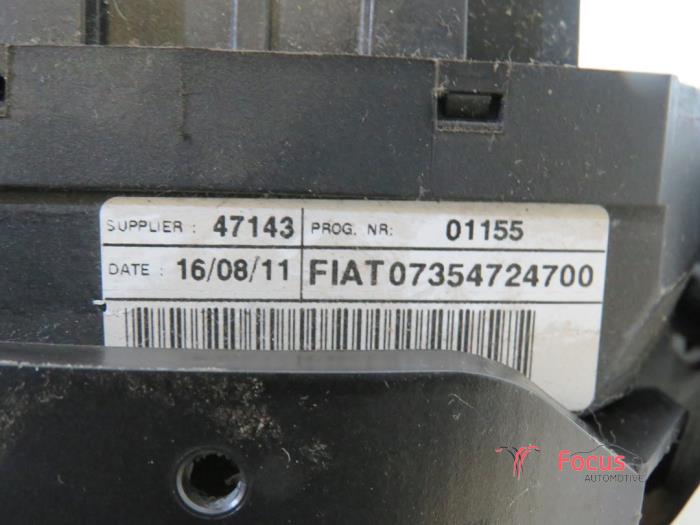 SUPPLIER : 47143 PROG. NR: 01155
DATE : 16/08/11 FIAT07354724700
Focus
AUTOMOTIVE